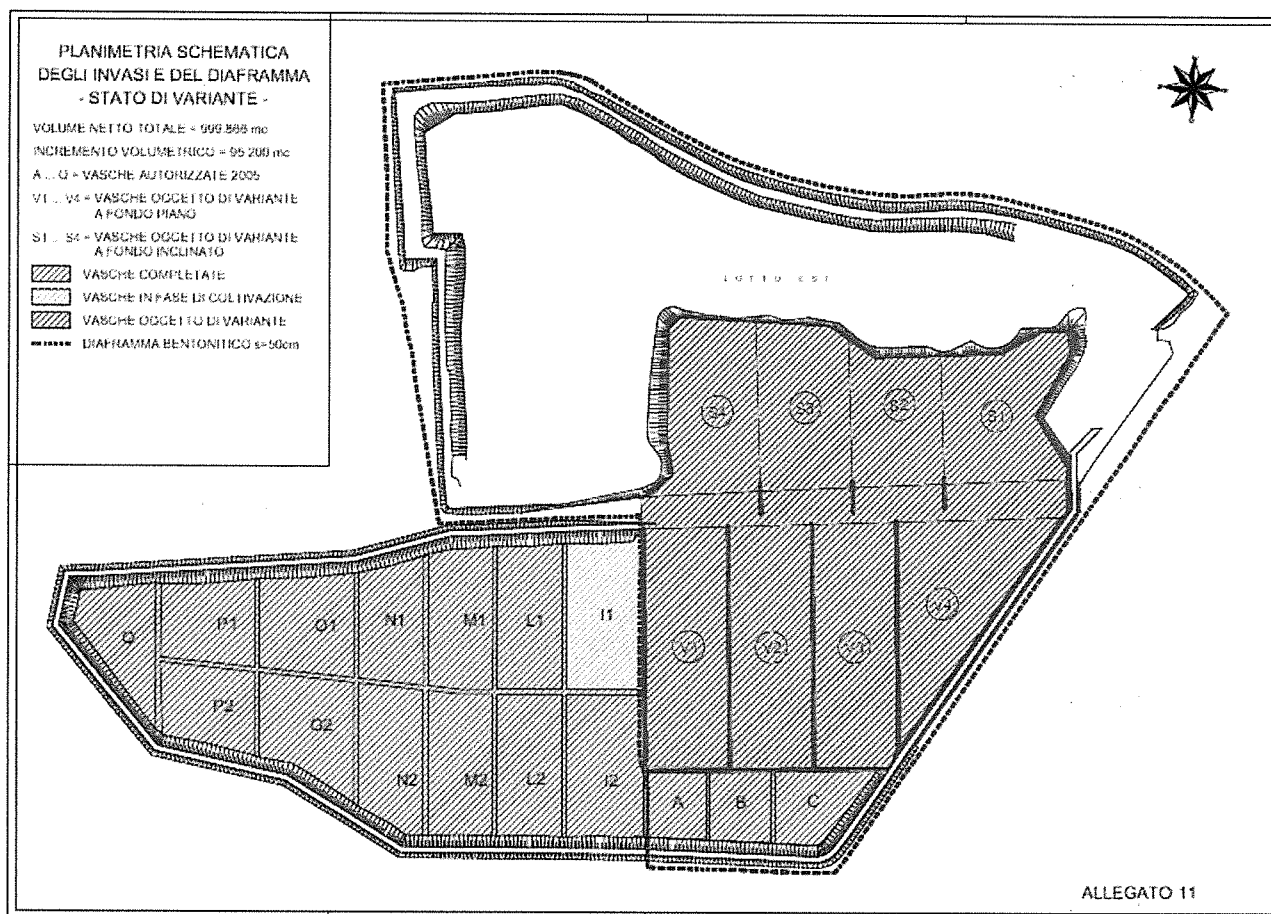 PLANIMETRIA SCHEMATICA
DEGLI INVASI E DEL DIAFRAMMA
- STATO DI VARIANTE -
VOLUME NETTO TOTALE = mc
INCREMENTO VOLUMETRICO = 95.200 mc
A ... Q = VASCHE AUTORIZZATE 2005
V1 ... V4 = VASCHE OGGETTO DI VARIANTE
A FONDO PIANO
S1 ... S4 = VASCHE OGGETTO DI VARIANTE
A FONDO INCLINATO
VASCHE COMPLETATE
VASCHE IN FASE DI COLTIVAZIONE
VASCHE OGGETTO DI VARIANTE
DIAFRAMMA BENTONITICO s=50cm
LOTTO EST
S4 S3 S2 S1
Q P1 O1 N1 M1 L1 I1
V1 V2 V3 V4
P2 O2 N2 M2 L2 I2
A B C
ALLEGATO 11